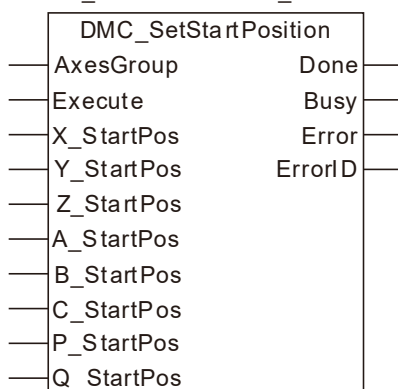 DMC_SetStartPosition
AxesGroup Done
Execute Busy
X_StartPos Error
Y_StartPos ErrorID
Z_StartPos
A_StartPos
B_StartPos
C_StartPos
P_StartPos
Q_StartPos